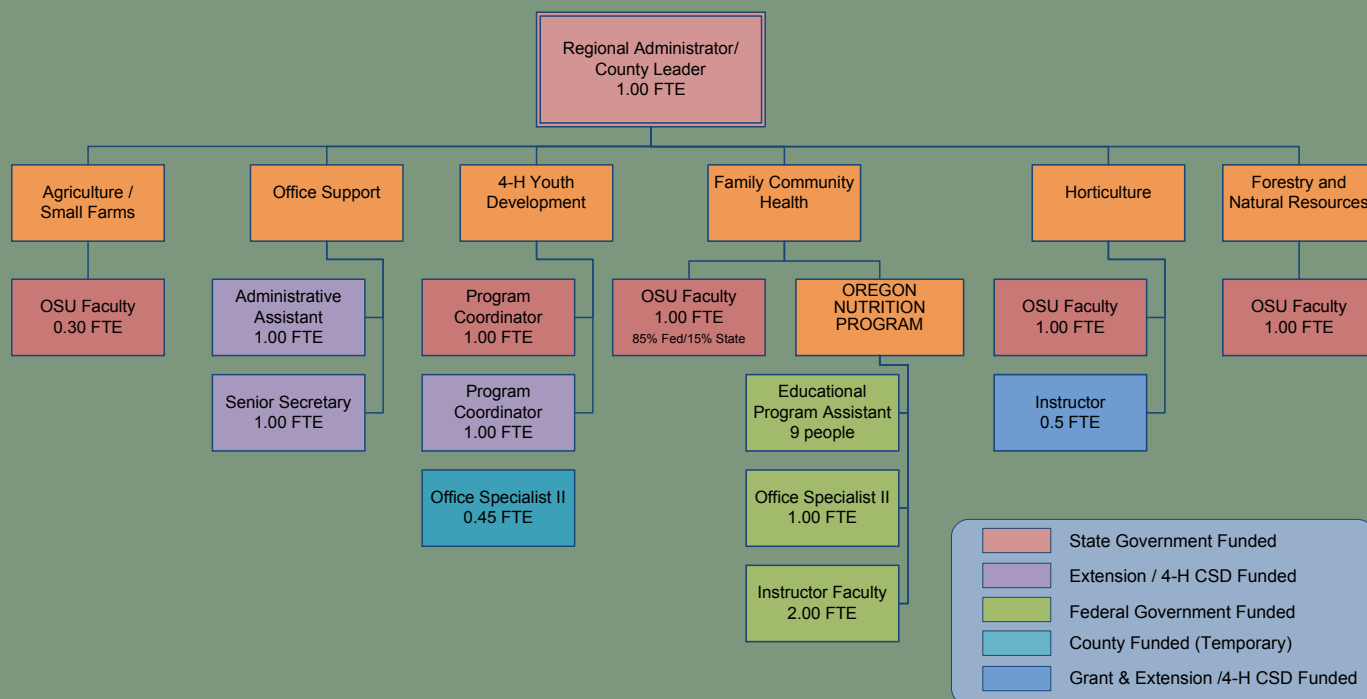 Regional Administrator/
County Leader
1.00 FTE
Agriculture /
Small Farms
Office Support
4-H Youth
Development
Family Community
Health
Horticulture
Forestry and
Natural Resources
OSU Faculty
0.30 FTE
Administrative
Assistant
1.00 FTE
Senior Secretary
1.00 FTE
Program
Coordinator
1.00 FTE
Program
Coordinator
1.00 FTE
Office Specialist II
0.45 FTE
OSU Faculty
1.00 FTE
85% Fed/15% State
OREGON
NUTRITION
PROGRAM
Educational
Program Assistant
9 people
Office Specialist II
1.00 FTE
Instructor Faculty
2.00 FTE
OSU Faculty
1.00 FTE
Instructor
0.5 FTE
OSU Faculty
1.00 FTE
State Government Funded
Extension / 4-H CSD Funded
Federal Government Funded
County Funded (Temporary)
Grant & Extension /4-H CSD Funded